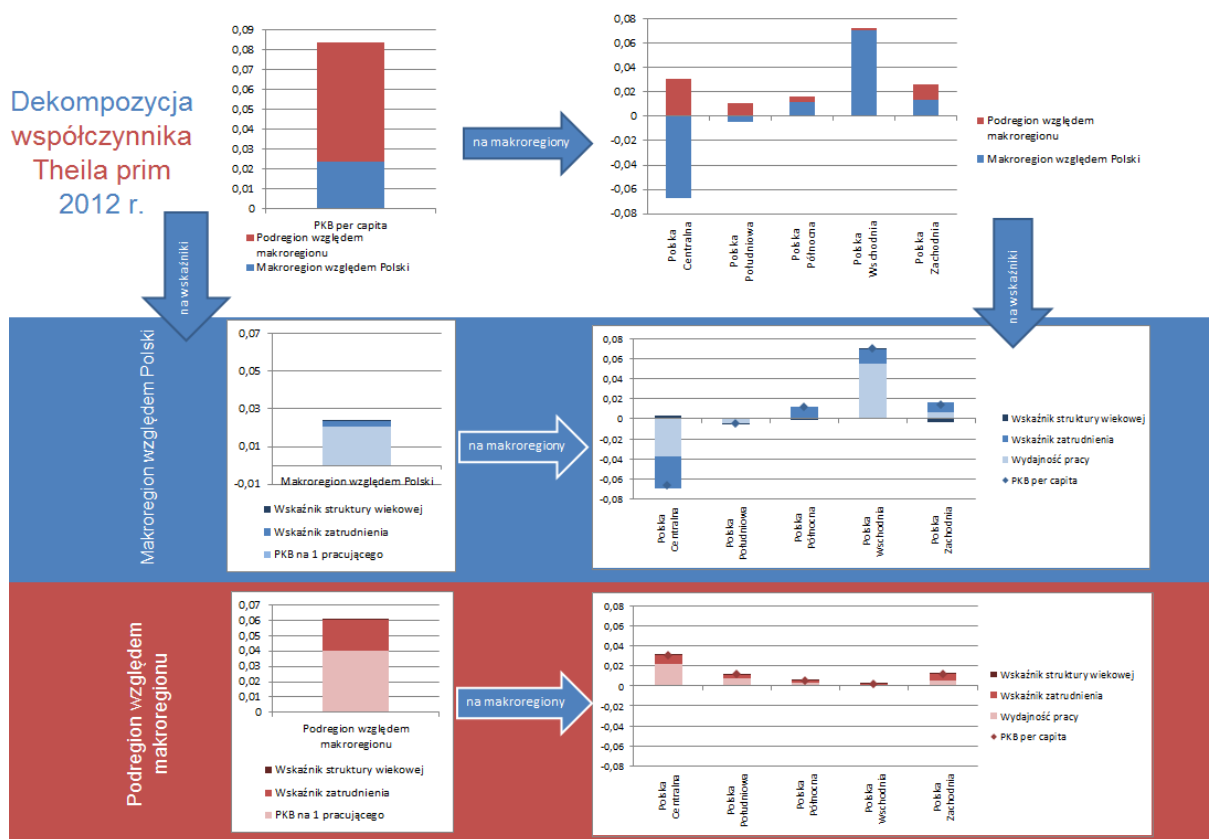 Dekompozycja
współczynnika
Theila prim
2012 r.
0,09
0,08
0,07
0,06
0,05
0,04
0,03
0,02
0,01
0
PKB per capita
Podregion względem
makroregionu
Makroregion względem Polski
na makroregiony
0,08
0,06
0,04
0,02
0
-0,02
-0,04
-0,06
-0,08
Polska
Centralna
Polska
Południowa
Polska
Północna
Polska
Wschodnia
Polska
Zachodnia
Podregion względem
makroregionu
Makroregion względem Polski
na wskaźniki
na wskaźniki
Makroregion względem Polski
0,07
0,05
0,03
0,01
-0,01
Makroregion względem Polski
Wskaźnik struktury wiekowej
Wskaźnik zatrudnienia
PKB na 1 pracującego
na makroregiony
0,08
0,06
0,04
0,02
0
-0,02
-0,04
-0,06
-0,08
Polska
Centralna
Polska
Południowa
Polska
Północna
Polska
Wschodnia
Polska
Zachodnia
Wskaźnik struktury wiekowej
Wskaźnik zatrudnienia
Wydajność pracy
PKB per capita
Podregion względem
makroregionu
0,07
0,06
0,05
0,04
0,03
0,02
0,01
0
Podregion względem
makroregionu
Wskaźnik struktury wiekowej
Wskaźnik zatrudnienia
PKB na 1 pracującego
na makroregiony
0,08
0,06
0,04
0,02
0
-0,02
-0,04
-0,06
-0,08
Polska
Centralna
Polska
Południowa
Polska
Północna
Polska
Wschodnia
Polska
Zachodnia
Wskaźnik struktury wiekowej
Wskaźnik zatrudnienia
Wydajność pracy
PKB per capita